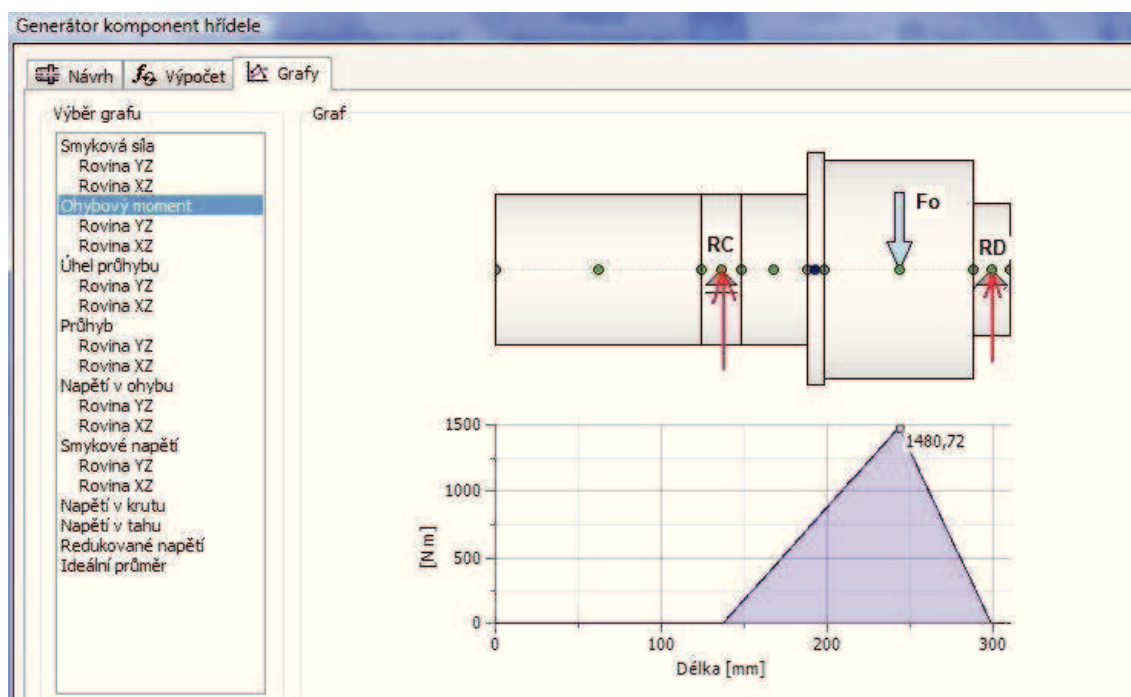 Generátor komponent hřídele
Návrh
Výpočet
Grafy
Výběr grafu
Smyková síla
Rovina YZ
Rovina XZ
Ohybový moment
Rovina YZ
Rovina XZ
Úhel průhybu
Rovina YZ
Rovina XZ
Průhyb
Rovina YZ
Rovina XZ
Napětí v ohybu
Rovina YZ
Rovina XZ
Smykové napětí
Rovina YZ
Rovina XZ
Napětí v krutu
Napětí v tahu
Redukované napětí
Ideální průměr
Graf
Fo
RC
RD
1500
1480,72
1000
[N m]
500
0
0
100
200
300
Délka [mm]